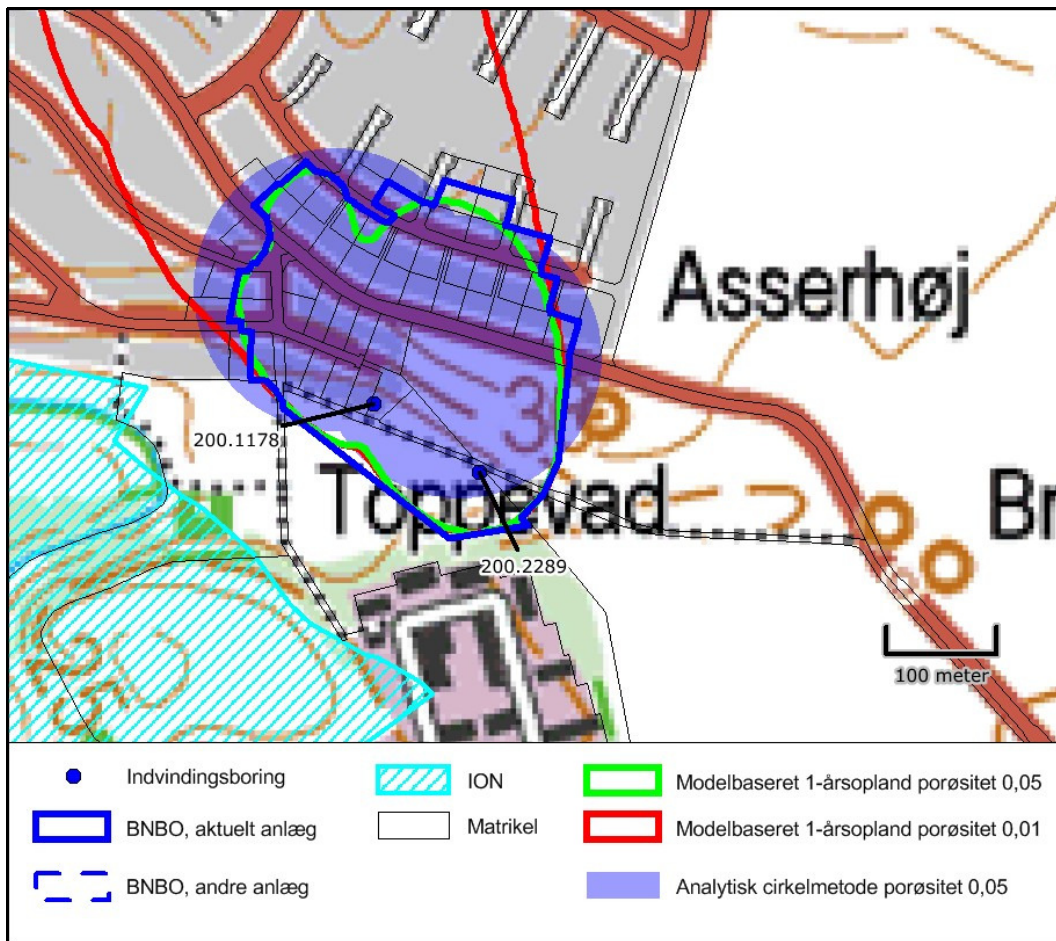 Asserhøj
200.1178
Toppevad
Br
200.2289
100 meter
Indvindingsboring
ION
Modelbaseret 1-årsopland porøsitet 0,05
BNBO, aktuelt anlæg
Matrikel
Modelbaseret 1-årsopland porøsitet 0,01
BNBO, andre anlæg
Analytisk cirkelmetode porøsitet 0,05